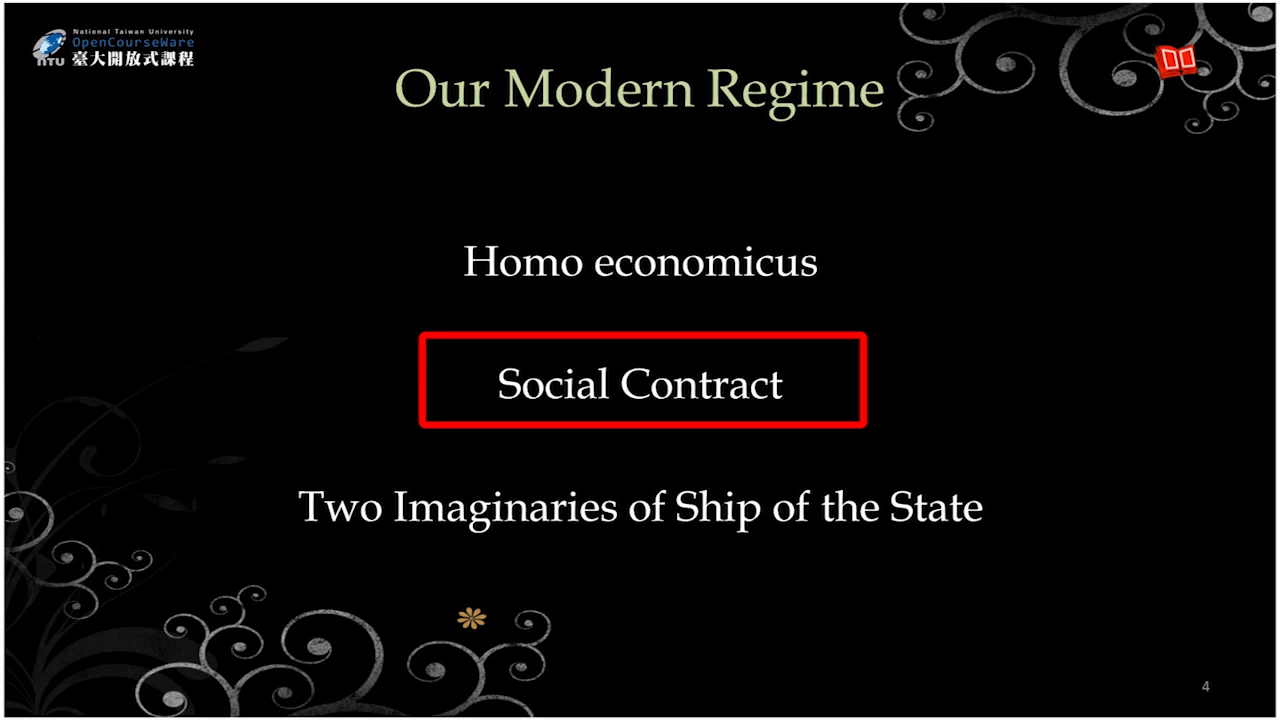 National Taiwan University
OpenCourseWare
NTU 臺大開放式課程
Our Modern Regime
Homo economicus
Social Contract
Two Imaginaries of Ship of the State
4